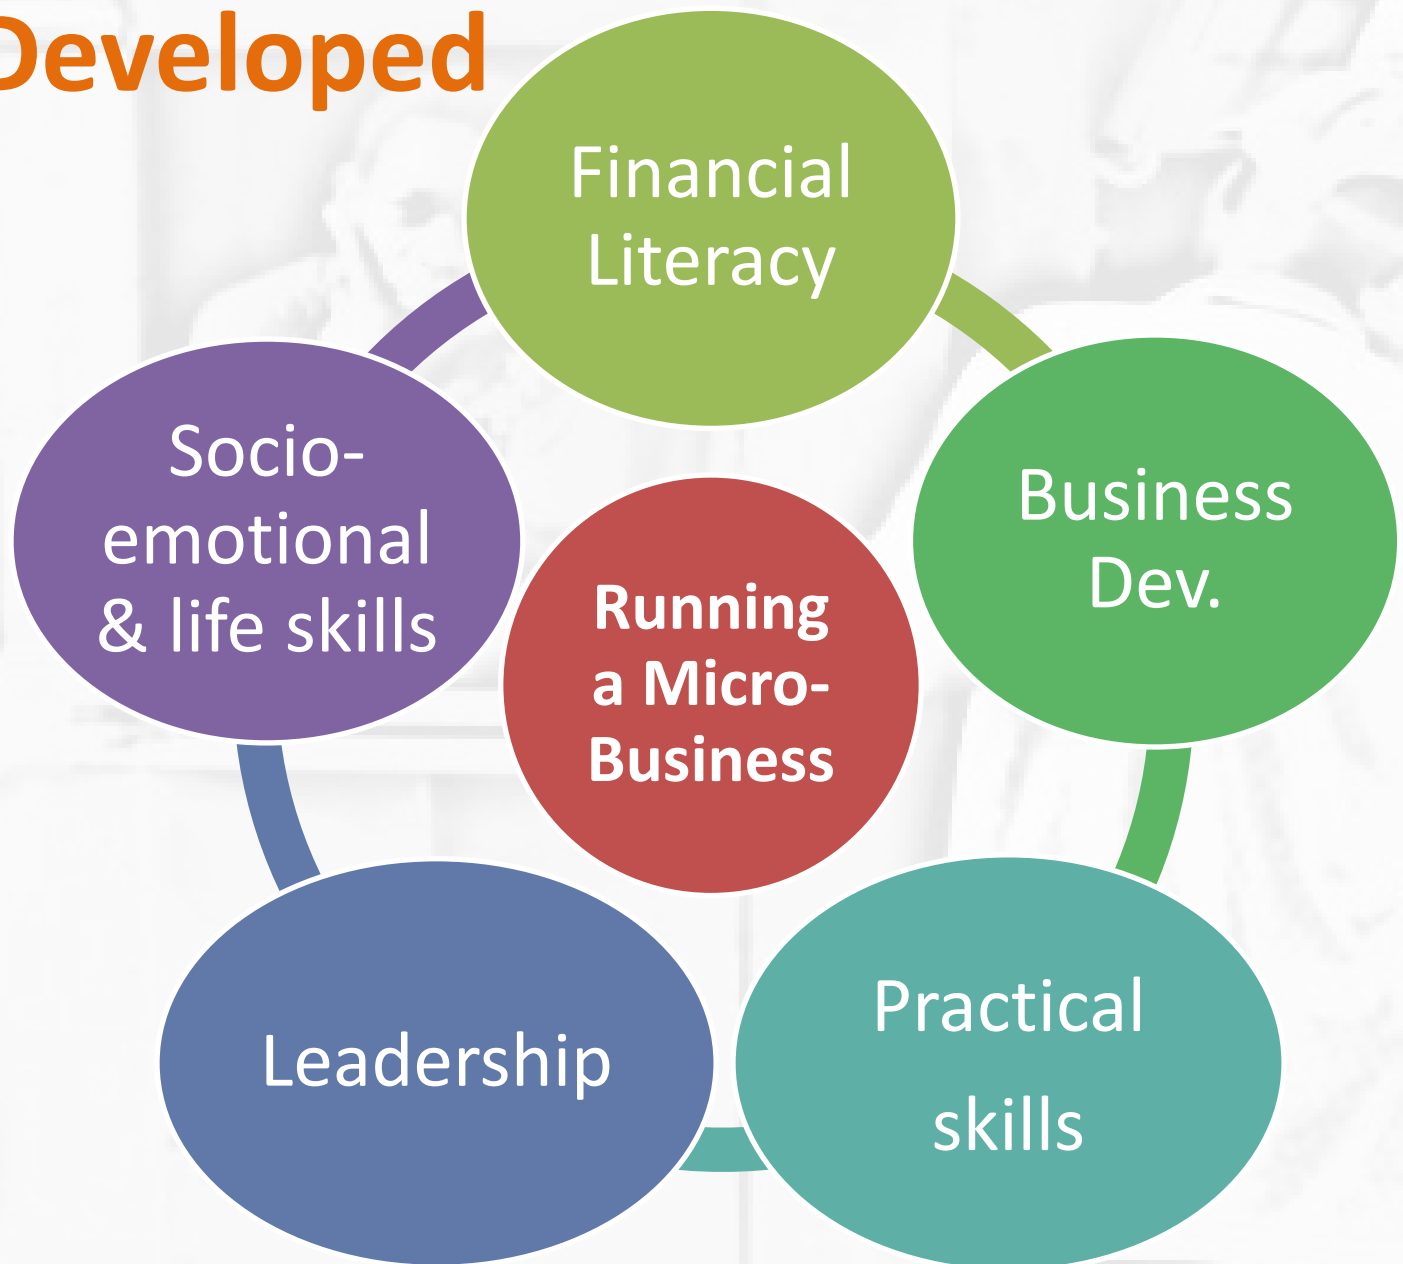 Developed
Financial
Literacy
Business
Dev.
Practical
skills
Leadership
Socio-
emotional
& life skills
Running
a Micro-
Business